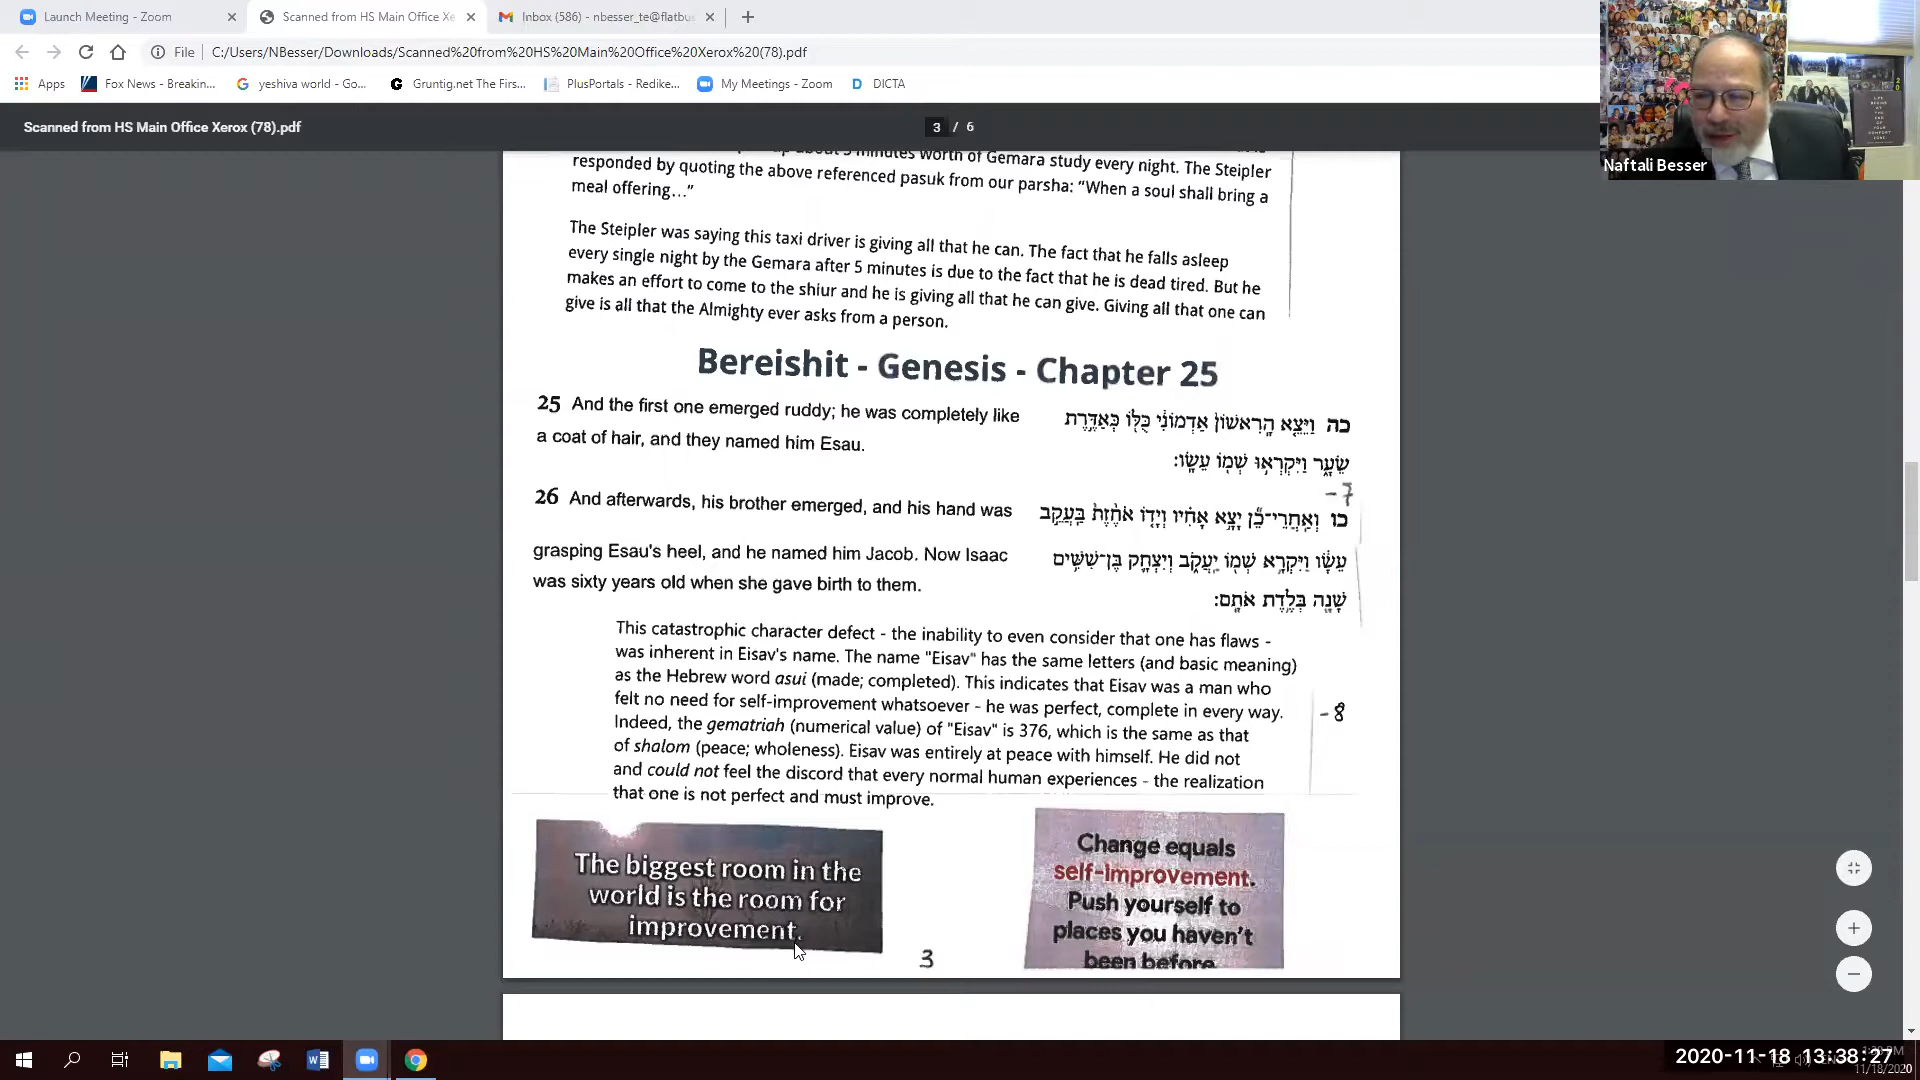 Launch Meeting - Zoom
Scanned from HS Main Office Xe
Inbox (586) - nbesser_te@flatbus
File
C:/Users/NBesser/Downloads/Scanned%20from%20HS%20Main%20Office%20Xerox%20(78).pdf
Apps
Fox News - Breakin...
yeshiva world - Go...
Gruntig.net The Firs...
PlusPortals - Redike...
My Meetings - Zoom
DICTA
Scanned from HS Main Office Xerox (78).pdf
3 / 6
Naftali Besser
minutes worth of Gemara study every night. The Steipler
responded by quoting the above referenced pasuk from our parsha: "When a soul shall bring a
meal offering..."
The Steipler was saying this taxi driver is giving all that he can. The fact that he falls asleep
every single night by the Gemara after 5 minutes is due to the fact that he is dead tired. But he
makes an effort to come to the shiur and he is giving all that he can give. Giving all that one can
give is all that the Almighty ever asks from a person.
Bereishit - Genesis - Chapter 25
25 And the first one emerged ruddy; he was completely like
a coat of hair, and they named him Esau.
כה וַיֵּצֵ֤א הָֽרִאשׁוֹן֙ אַדְמוֹנִ֔י כֻּלּ֖וֹ כְּאַדֶּ֣רֶת
שֵׂעָ֑ר וַיִּקְרְא֥וּ שְׁמ֖וֹ עֵשָֽׂו:
-7
26 And afterwards, his brother emerged, and his hand was
grasping Esau's heel, and he named him Jacob. Now Isaac
was sixty years old when she gave birth to them.
כו וְאַֽחֲרֵי־כֵ֞ן יָצָ֣א אָחִ֗יו וְיָד֤וֹ אֹחֶ֨זֶת֙ בַּֽעֲקֵ֣ב
עֵשָׂ֔ו וַיִּקְרָ֥א שְׁמ֖וֹ יַֽעֲקֹ֑ב וְיִצְחָ֛ק בֶּן־שִׁשִּׁ֥ים
שָׁנָ֖ה בְּלֶ֥דֶת אֹתָֽם:
This catastrophic character defect - the inability to even consider that one has flaws -
was inherent in Eisav's name. The name "Eisav" has the same letters (and basic meaning)
as the Hebrew word asui (made; completed). This indicates that Eisav was a man who
felt no need for self-improvement whatsoever - he was perfect, complete in every way.
Indeed, the gematriah (numerical value) of "Eisav" is 376, which is the same as that
of shalom (peace; wholeness). Eisav was entirely at peace with himself. He did not
and could not feel the discord that every normal human experiences - the realization
that one is not perfect and must improve.
-8
The biggest room in the
world is the room for
improvement.
3
Change equals
self-improvement.
Push yourself to
places you haven't
been before
2020-11-18 13:38:27
11/18/2020